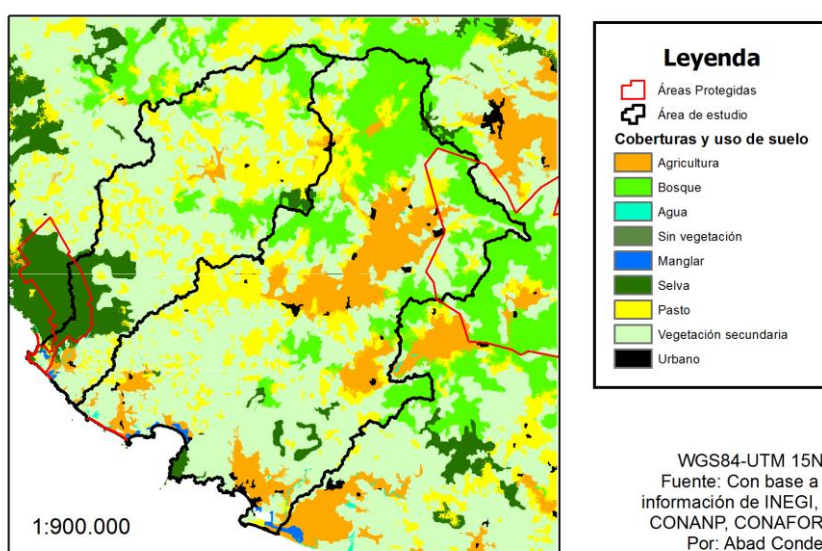 Leyenda
Áreas Protegidas
Área de estudio
Coberturas y uso de suelo
Agricultura
Bosque
Agua
Sin vegetación
Manglar
Selva
Pasto
Vegetación secundaria
Urbano
1:900.000
WGS84-UTM 15N
Fuente: Con base a
información de INEGI,
CONANP, CONAFOR
Por: Abad Conde